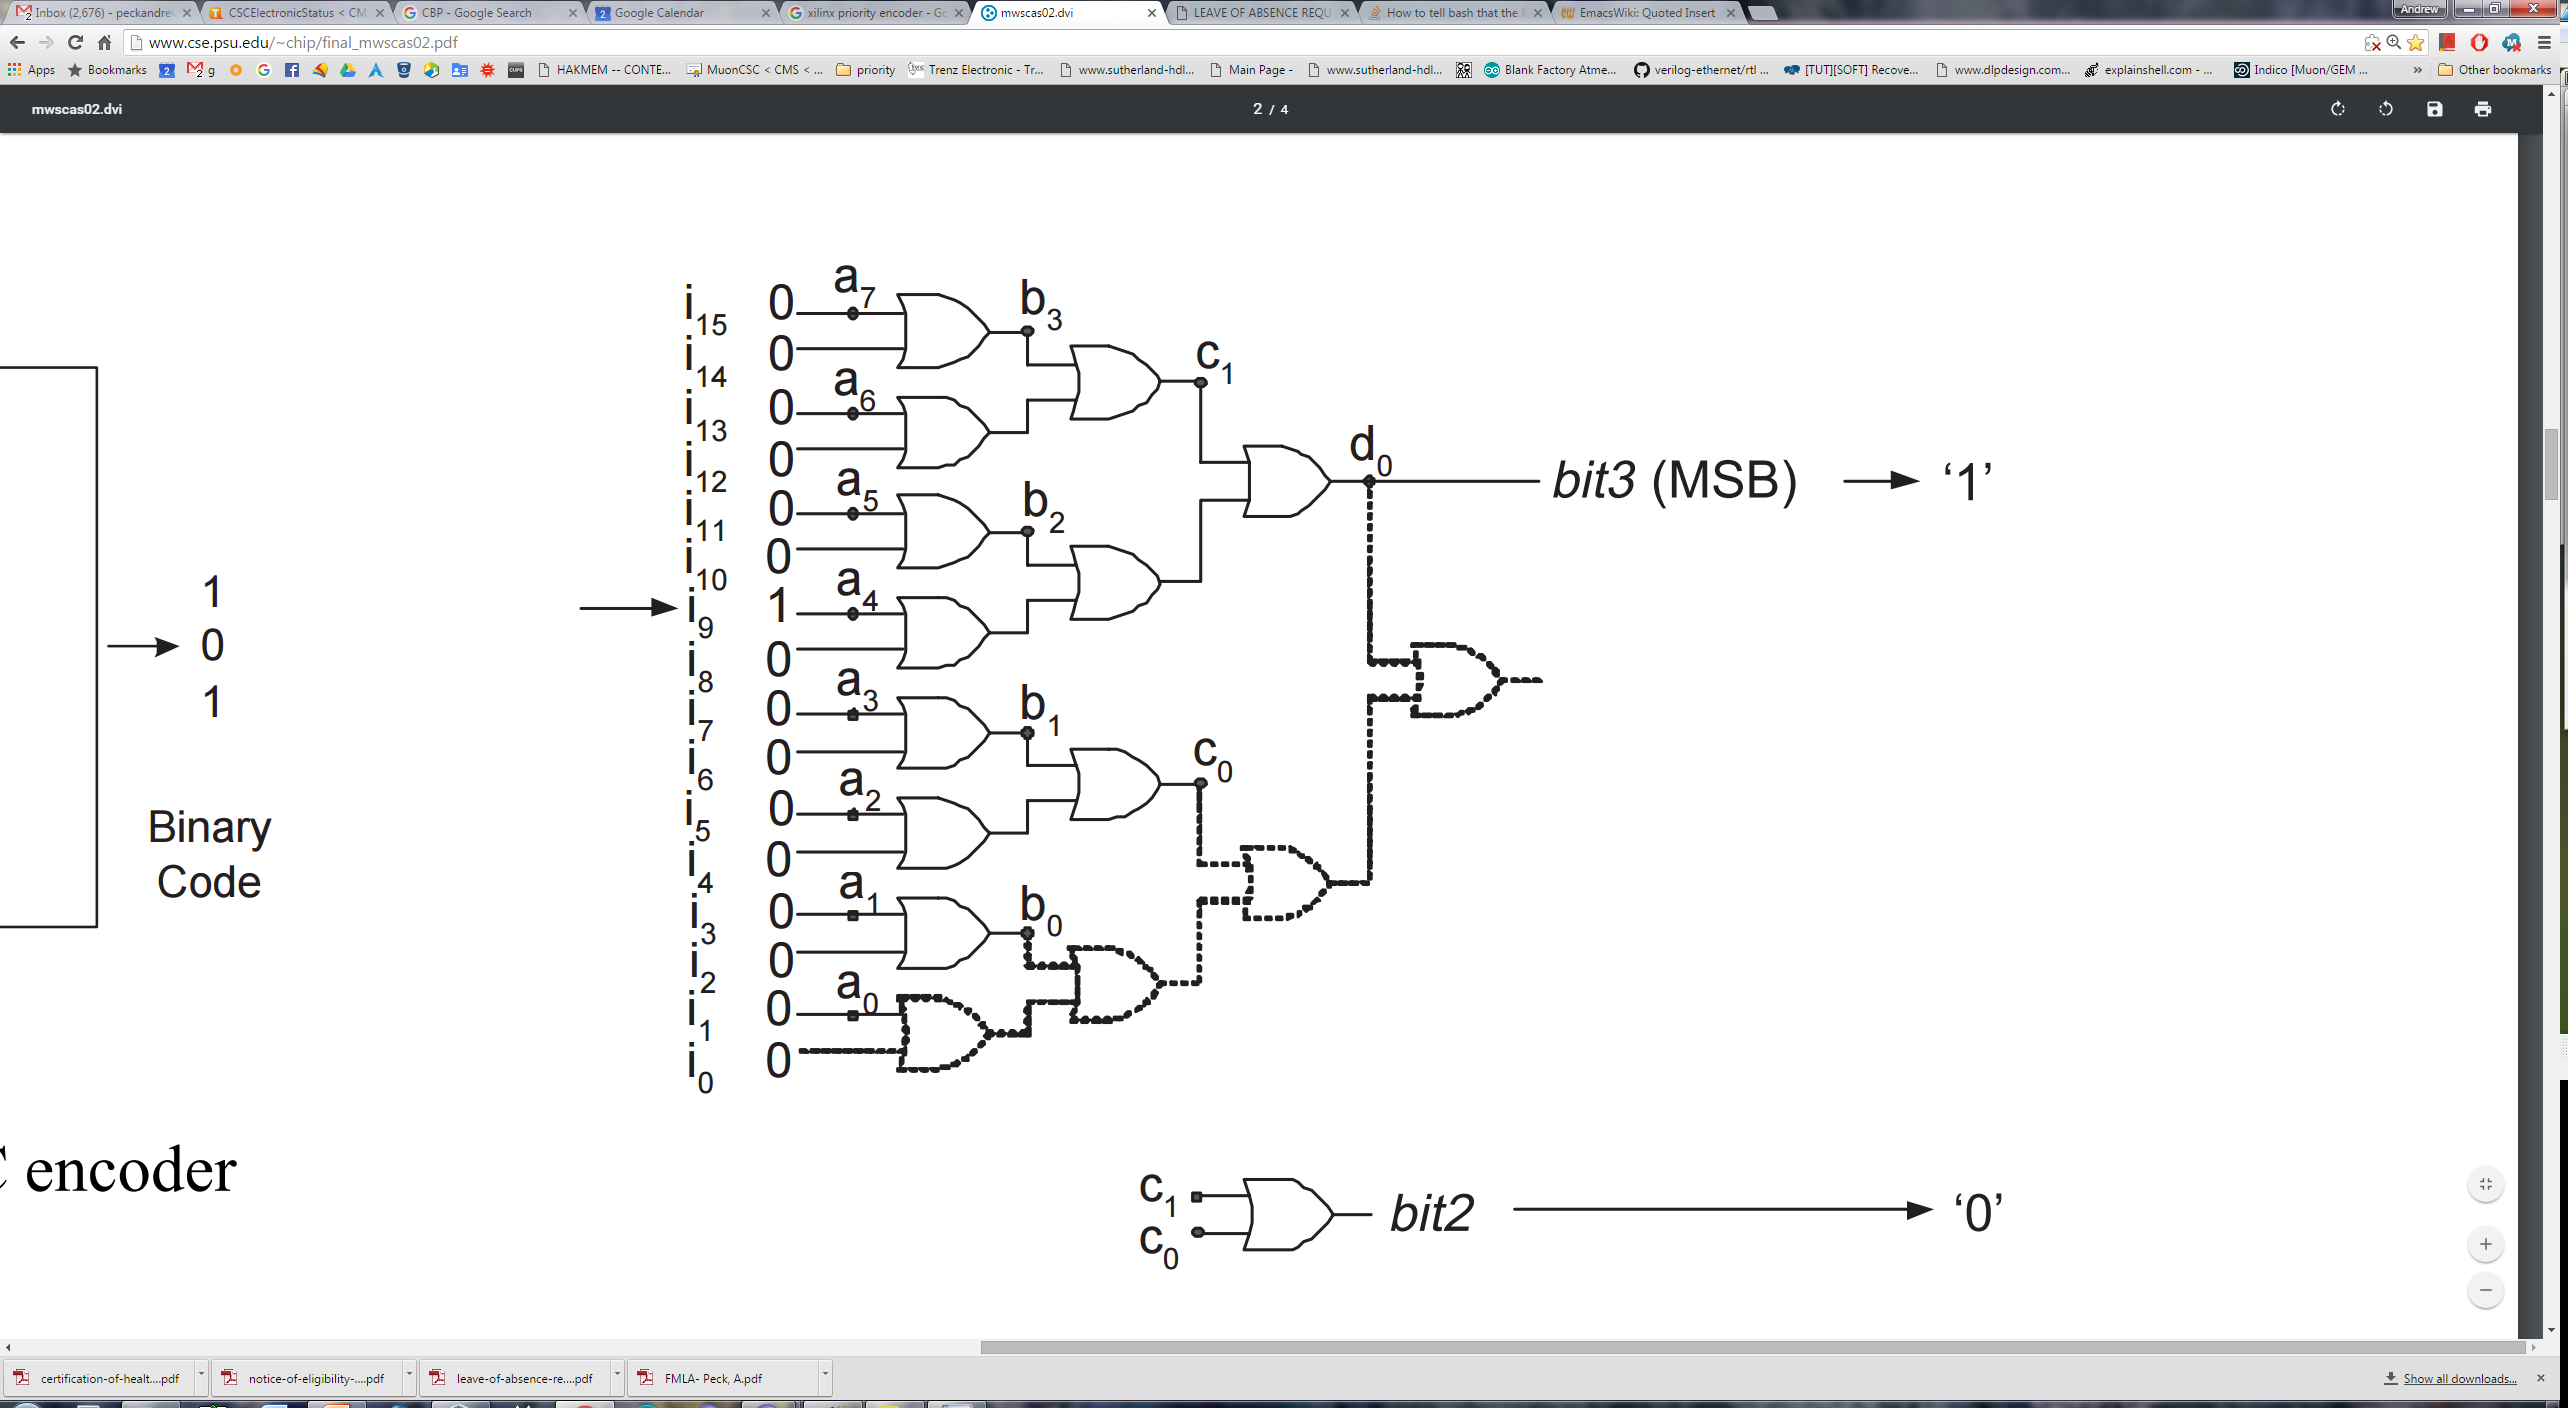 Inbox (2,676) - peckandre
CSCElectronicStatus < CM
CBP - Google Search
Google Calendar
xilinx priority encoder - Go
mwscas02.dvi
LEAVE OF ABSENCE REQU
How to tell bash that the li
EmacsWiki: Quoted Insert
Andrew
www.cse.psu.edu/~chip/final_mwscas02.pdf
Apps
Bookmarks
g
HAKMEM -- CONTE...
MuonCSC < CMS < ...
priority
Trenz Electronic - Tr...
www.sutherland-hdl...
Main Page -
www.sutherland-hdl...
Blank Factory Atme...
verilog-ethernet/rtl ...
[TUT][SOFT] Recove...
www.dlpdesign.com...
explainshell.com - ...
Indico [Muon/GEM ...
»
Other bookmarks
mwscas02.dvi
2 / 4
1
0
1
Binary
Code
C encoder
i15 0 a7
i14 0
i13 0 a6
i12 0
i11 0 a5
i10 0
i9 1 a4
i8 0
i7 0 a3
i6 0
i5 0 a2
i4 0
i3 0 a1
i2 0
i1 0 a0
i0 0
b3
b2
b1
b0
c1
c0
d0
bit3 (MSB) ‘1’
c1
c0
bit2 ‘0’
certification-of-healt....pdf
notice-of-eligibility-....pdf
leave-of-absence-re....pdf
FMLA- Peck, A.pdf
Show all downloads...